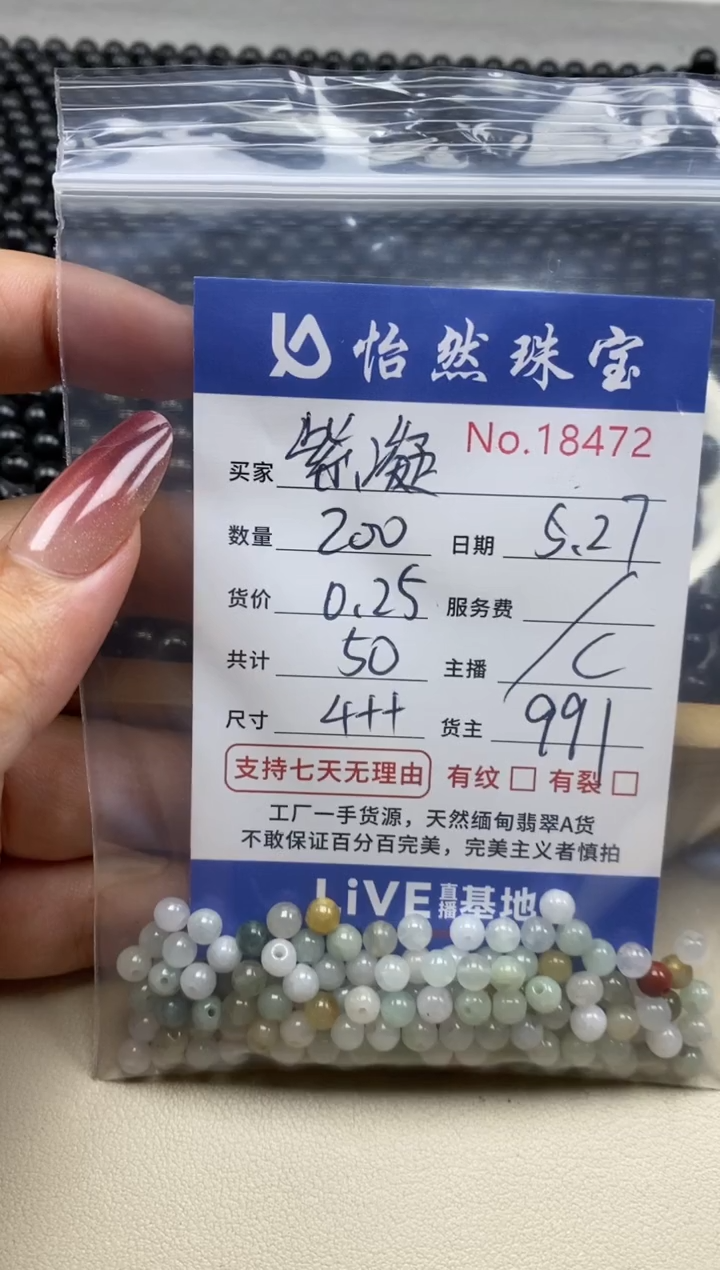 怡然珠宝
No.18472
买家 紫凝
数量 200 日期 5.27
货价 0.25 服务费 /
共计 50 主播 C
尺寸 4++ 货主 991
支持七天无理由 有纹 □ 有裂 □
工厂一手货源，天然缅甸翡翠A货
不敢保证百分百完美，完美主义者慎拍
LiVE直播基地